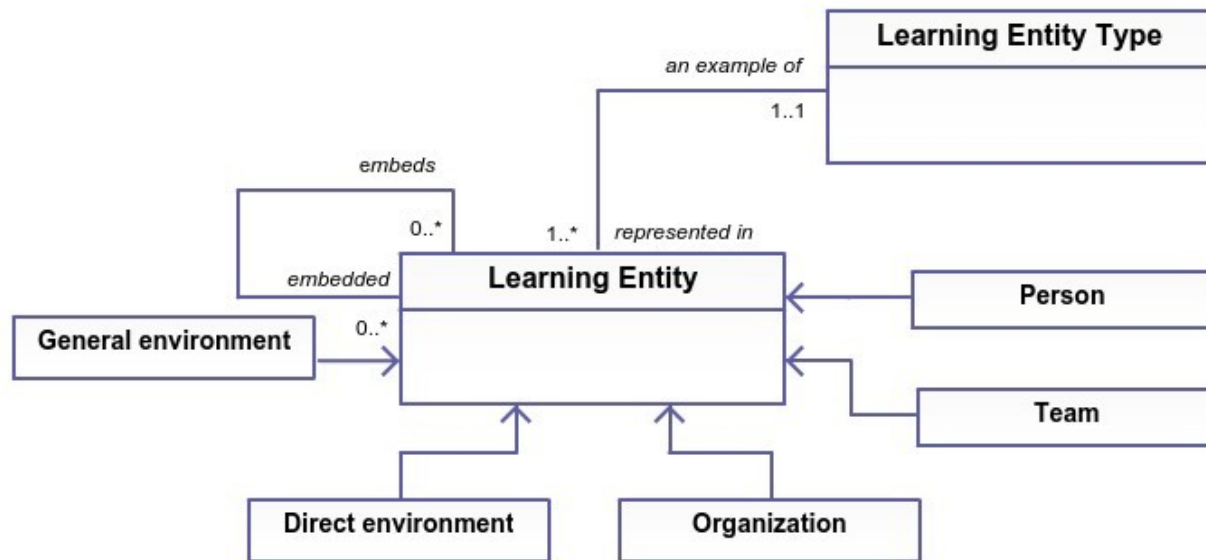 Learning Entity Type
an example of
1..1
embeds
0..*
1..*
represented in
embedded
Learning Entity
0..*
General environment
Person
Team
Direct environment
Organization